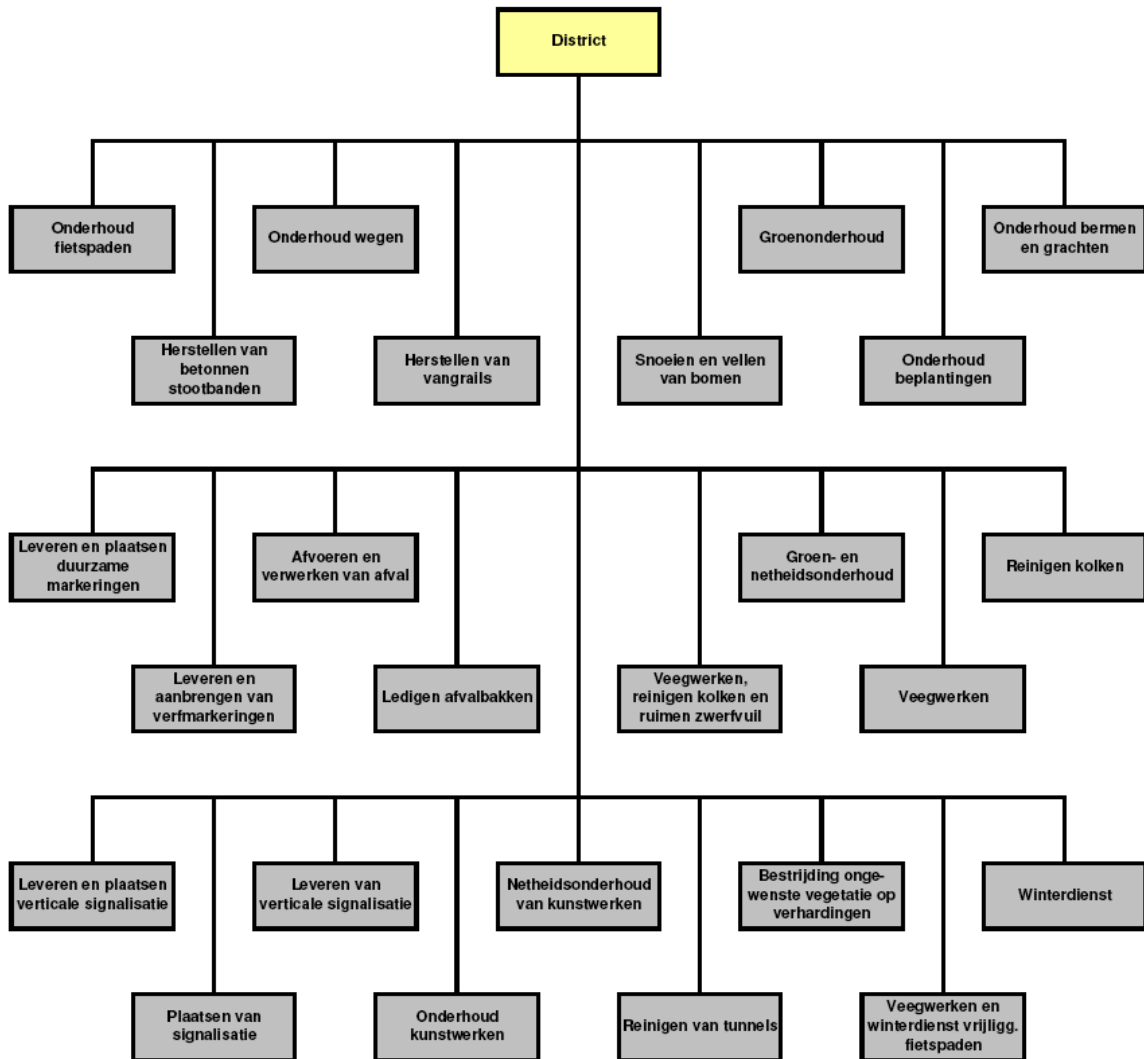 District
Onderhoud
fietspaden
Onderhoud wegen
Groenonderhoud
Onderhoud bermen
en grachten
Herstellen van
betonnen
stootbanden
Herstellen van
vangrails
Snoeien en vellen
van bomen
Onderhoud
beplantingen
Leveren en plaatsen
duurzame
markeringen
Afvoeren en
verwerken van afval
Groen- en
netheidsonderhoud
Reinigen kolken
Leveren en
aanbrengen van
verfmarkeringen
Ledigen afvalbakken
Veegwerken,
reinigen kolken en
ruimen zwerfvuil
Veegwerken
Leveren en plaatsen
verticale signalisatie
Leveren van
verticale signalisatie
Netheidsonderhoud
van kunstwerken
Bestrijding onge-
wenste vegetatie op
verhardingen
Winterdienst
Plaatsen van
signalisatie
Onderhoud
kunstwerken
Reinigen van tunnels
Veegwerken en
winterdienst vrijligg.
fietspaden